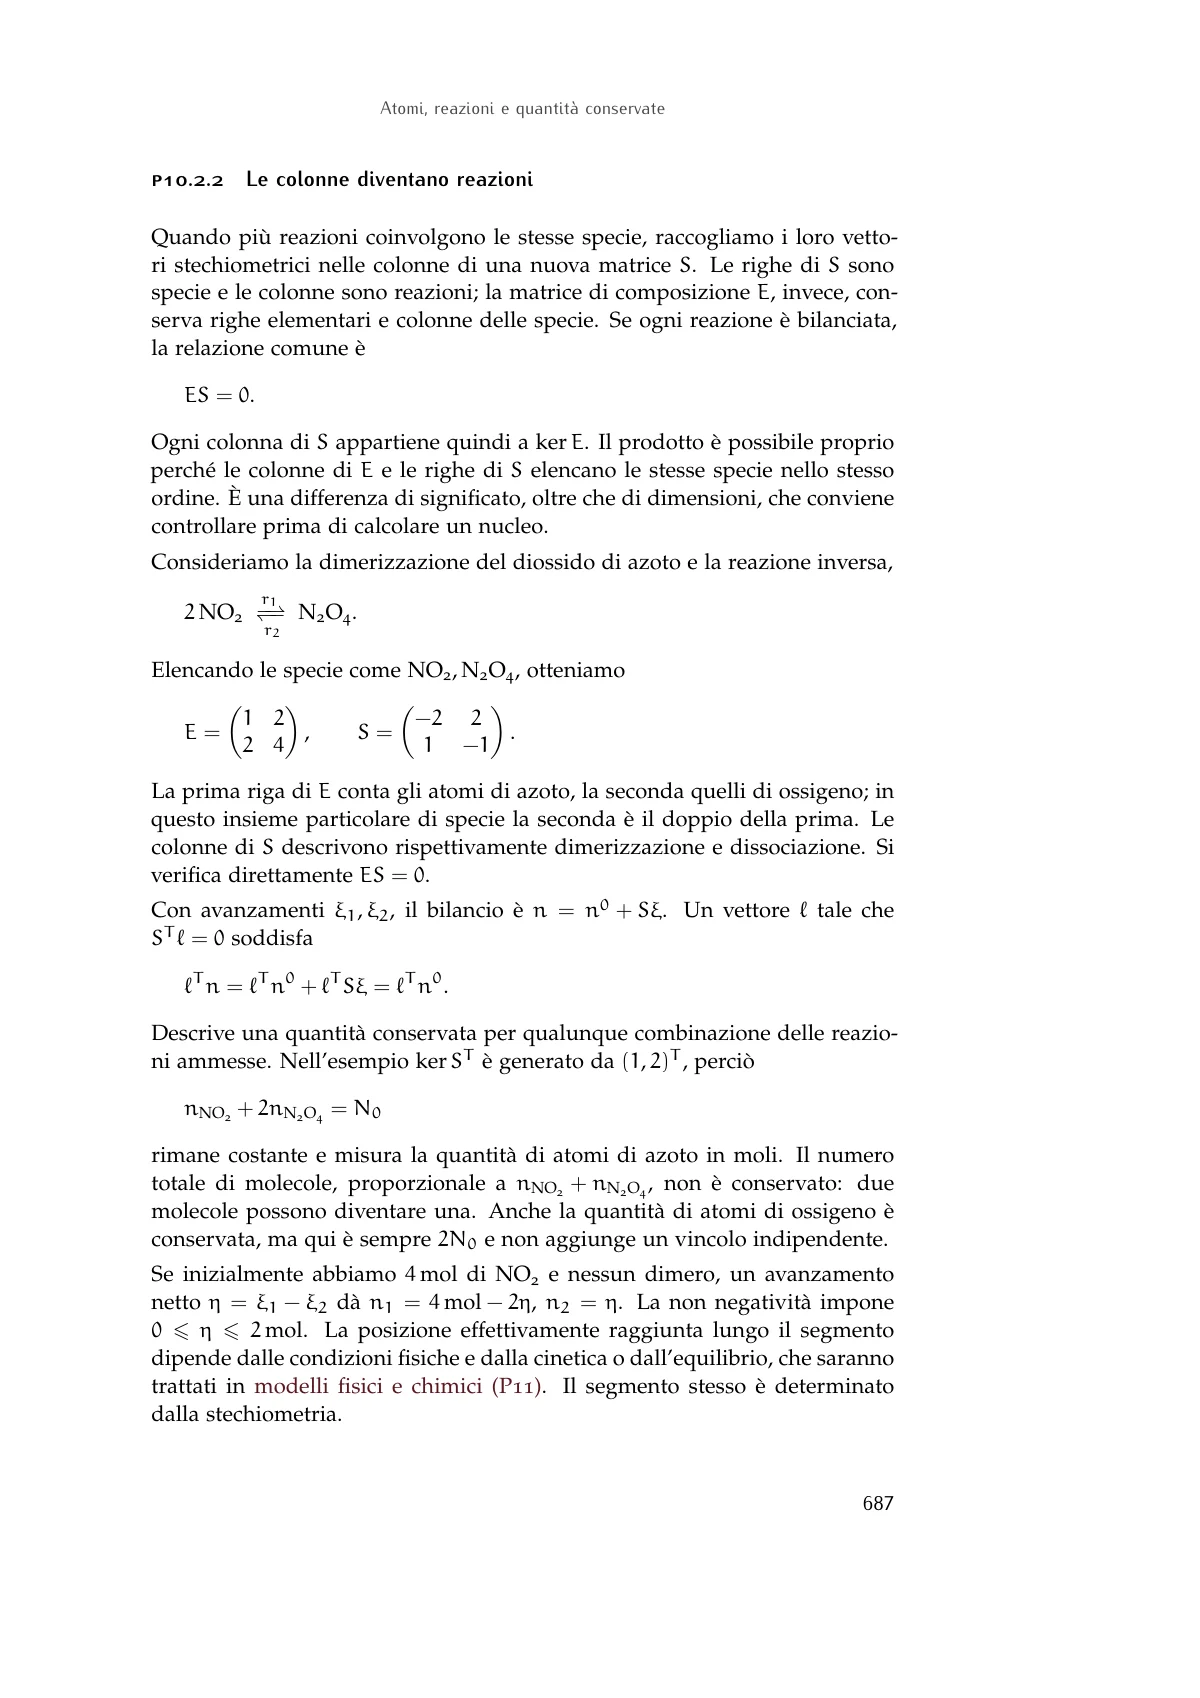 Atomi, reazioni e quantità conservate
P10.2.2 Le colonne diventano reazioni
Quando più reazioni coinvolgono le stesse specie, raccogliamo i loro vetto-
ri stechiometrici nelle colonne di una nuova matrice S. Le righe di S sono
specie e le colonne sono reazioni; la matrice di composizione E, invece, con-
serva righe elementari e colonne delle specie. Se ogni reazione è bilanciata,
la relazione comune è
ES = 0.
Ogni colonna di S appartiene quindi a ker E. Il prodotto è possibile proprio
perché le colonne di E e le righe di S elencano le stesse specie nello stesso
ordine. È una differenza di significato, oltre che di dimensioni, che conviene
controllare prima di calcolare un nucleo.
Consideriamo la dimerizzazione del diossido di azoto e la reazione inversa,
2 NO₂ ⇌ N₂O₄. (r₁, r₂)
Elencando le specie come NO₂, N₂O₄, otteniamo
E = (1 2; 2 4), S = (−2 2; 1 −1).
La prima riga di E conta gli atomi di azoto, la seconda quelli di ossigeno; in
questo insieme particolare di specie la seconda è il doppio della prima. Le
colonne di S descrivono rispettivamente dimerizzazione e dissociazione. Si
verifica direttamente ES = 0.
Con avanzamenti ξ₁, ξ₂, il bilancio è n = n⁰ + Sξ. Un vettore ℓ tale che
Sᵀℓ = 0 soddisfa
ℓᵀn = ℓᵀn⁰ + ℓᵀSξ = ℓᵀn⁰.
Descrive una quantità conservata per qualunque combinazione delle reazio-
ni ammesse. Nell'esempio ker Sᵀ è generato da (1, 2)ᵀ, perciò
n_NO₂ + 2n_N₂O₄ = N₀
rimane costante e misura la quantità di atomi di azoto in moli. Il numero
totale di molecole, proporzionale a n_NO₂ + n_N₂O₄, non è conservato: due
molecole possono diventare una. Anche la quantità di atomi di ossigeno è
conservata, ma qui è sempre 2N₀ e non aggiunge un vincolo indipendente.
Se inizialmente abbiamo 4 mol di NO₂ e nessun dimero, un avanzamento
netto η = ξ₁ − ξ₂ dà n₁ = 4 mol − 2η, n₂ = η. La non negatività impone
0 ⩽ η ⩽ 2 mol. La posizione effettivamente raggiunta lungo il segmento
dipende dalle condizioni fisiche e dalla cinetica o dall'equilibrio, che saranno
trattati in modelli fisici e chimici (P11). Il segmento stesso è determinato
dalla stechiometria.
687